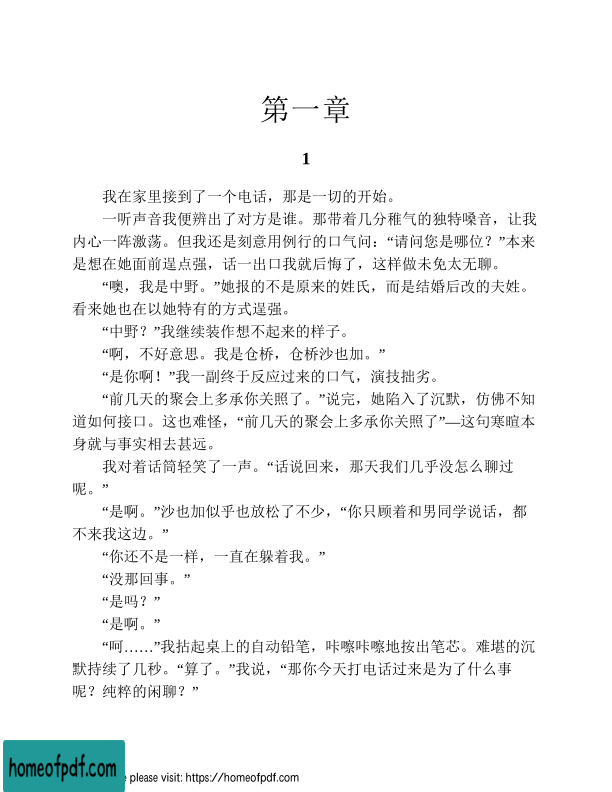 第一章
1
我在家里接到了一个电话，那是一切的开始。
一听声音我便辨出了对方是谁。那带着几分稚气的独特嗓音，让我
内心一阵激荡。但我还是刻意用例行的口气问：“请问您是哪位？”本来
是想在她面前逞点强，话一出口我就后悔了，这样做未免太无聊。
“噢，我是中野。”她报的不是原来的姓氏，而是结婚后改的夫姓。
看来她也在以她特有的方式逞强。
“中野？”我继续装作想不起来的样子。
“啊，不好意思。我是仓桥，仓桥沙也加。”
“是你啊！”我一副终于反应过来的口气，演技拙劣。
“前几天的聚会上多承你关照了。”说完，她陷入了沉默，仿佛不知
道如何接口。这也难怪，“前几天的聚会上多承你关照了”—这句寒暄本
身就与事实相去甚远。
我对着话筒轻笑了一声。“话说回来，那天我们几乎没怎么聊过
呢。”
“是啊。”沙也加似乎也放松了不少，“你只顾着和男同学说话，都
不来我这边。”
“你还不是一样，一直在躲着我。”
“没那回事。”
“是吗？”
“是啊。”
“呵……”我拈起桌上的自动铅笔，咔嚓咔嚓地按出笔芯。难堪的沉
默持续了几秒。“算了。”我说，“那你今天打电话过来是为了什么事
呢？纯粹的闲聊？”
homeofpdf.com
e please visit: https://homeofpdf.com